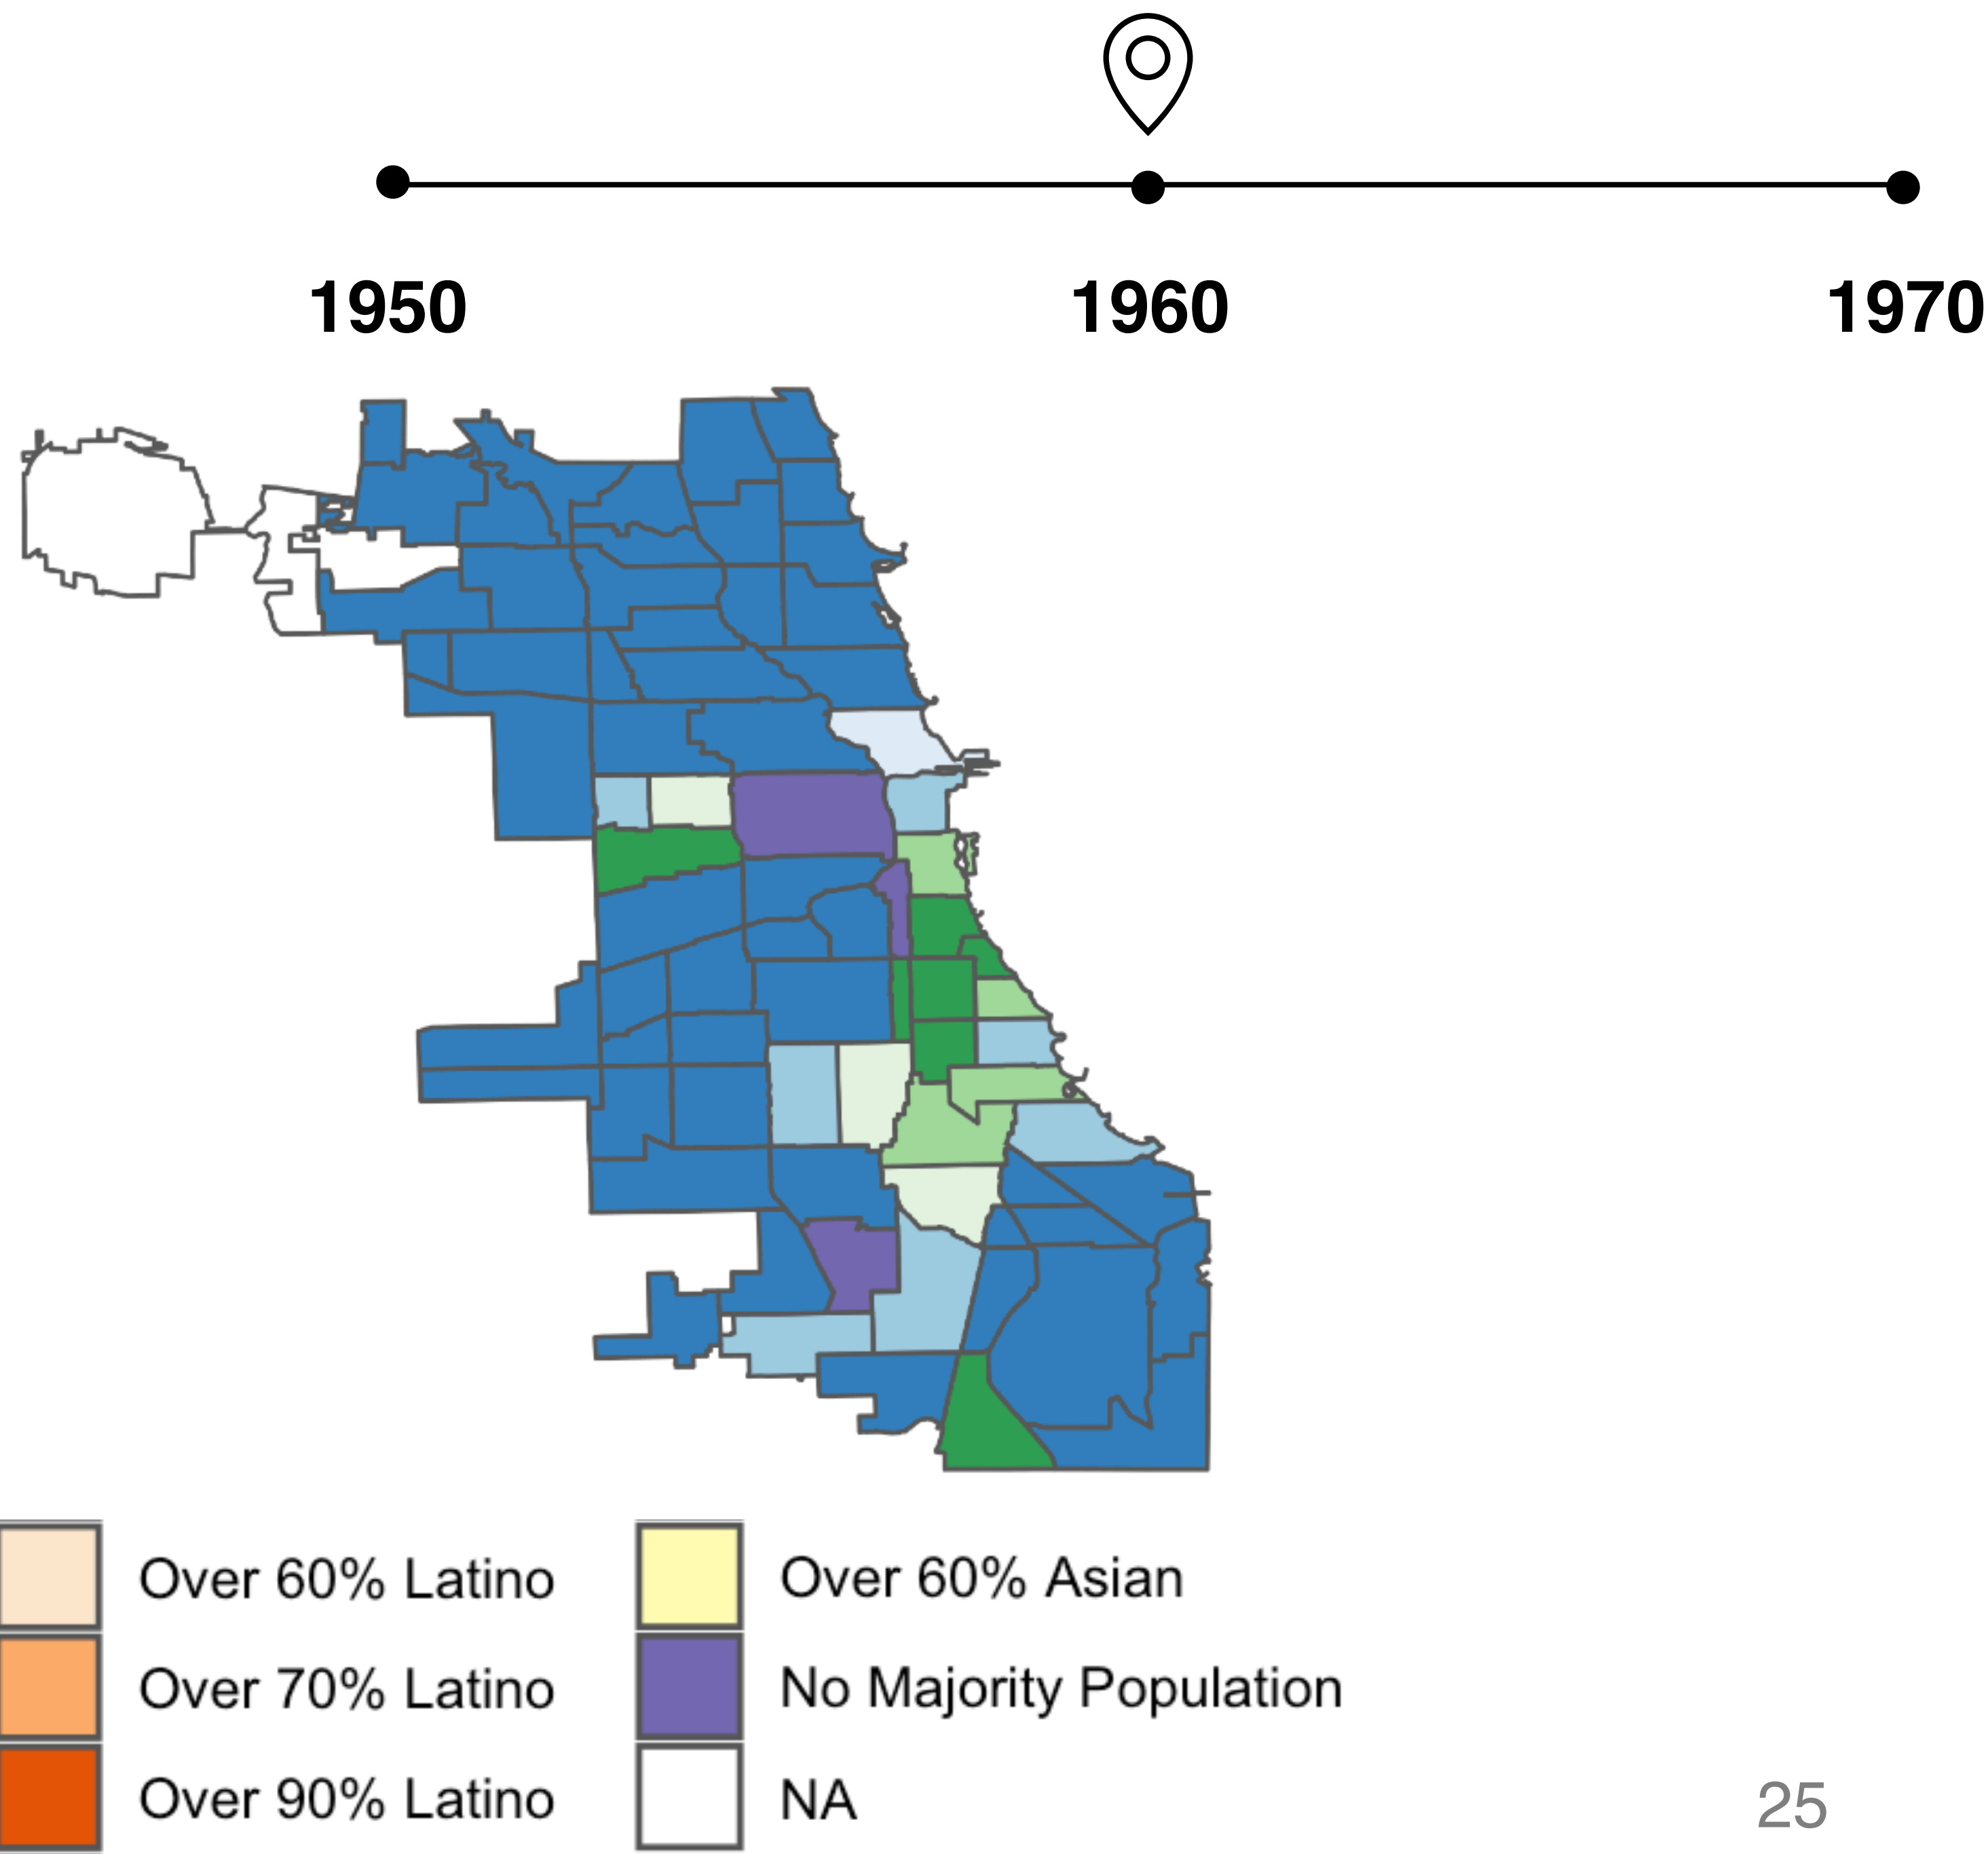 1950 1960 1970
Over 60% Latino Over 60% Asian
Over 70% Latino No Majority Population
Over 90% Latino NA
25